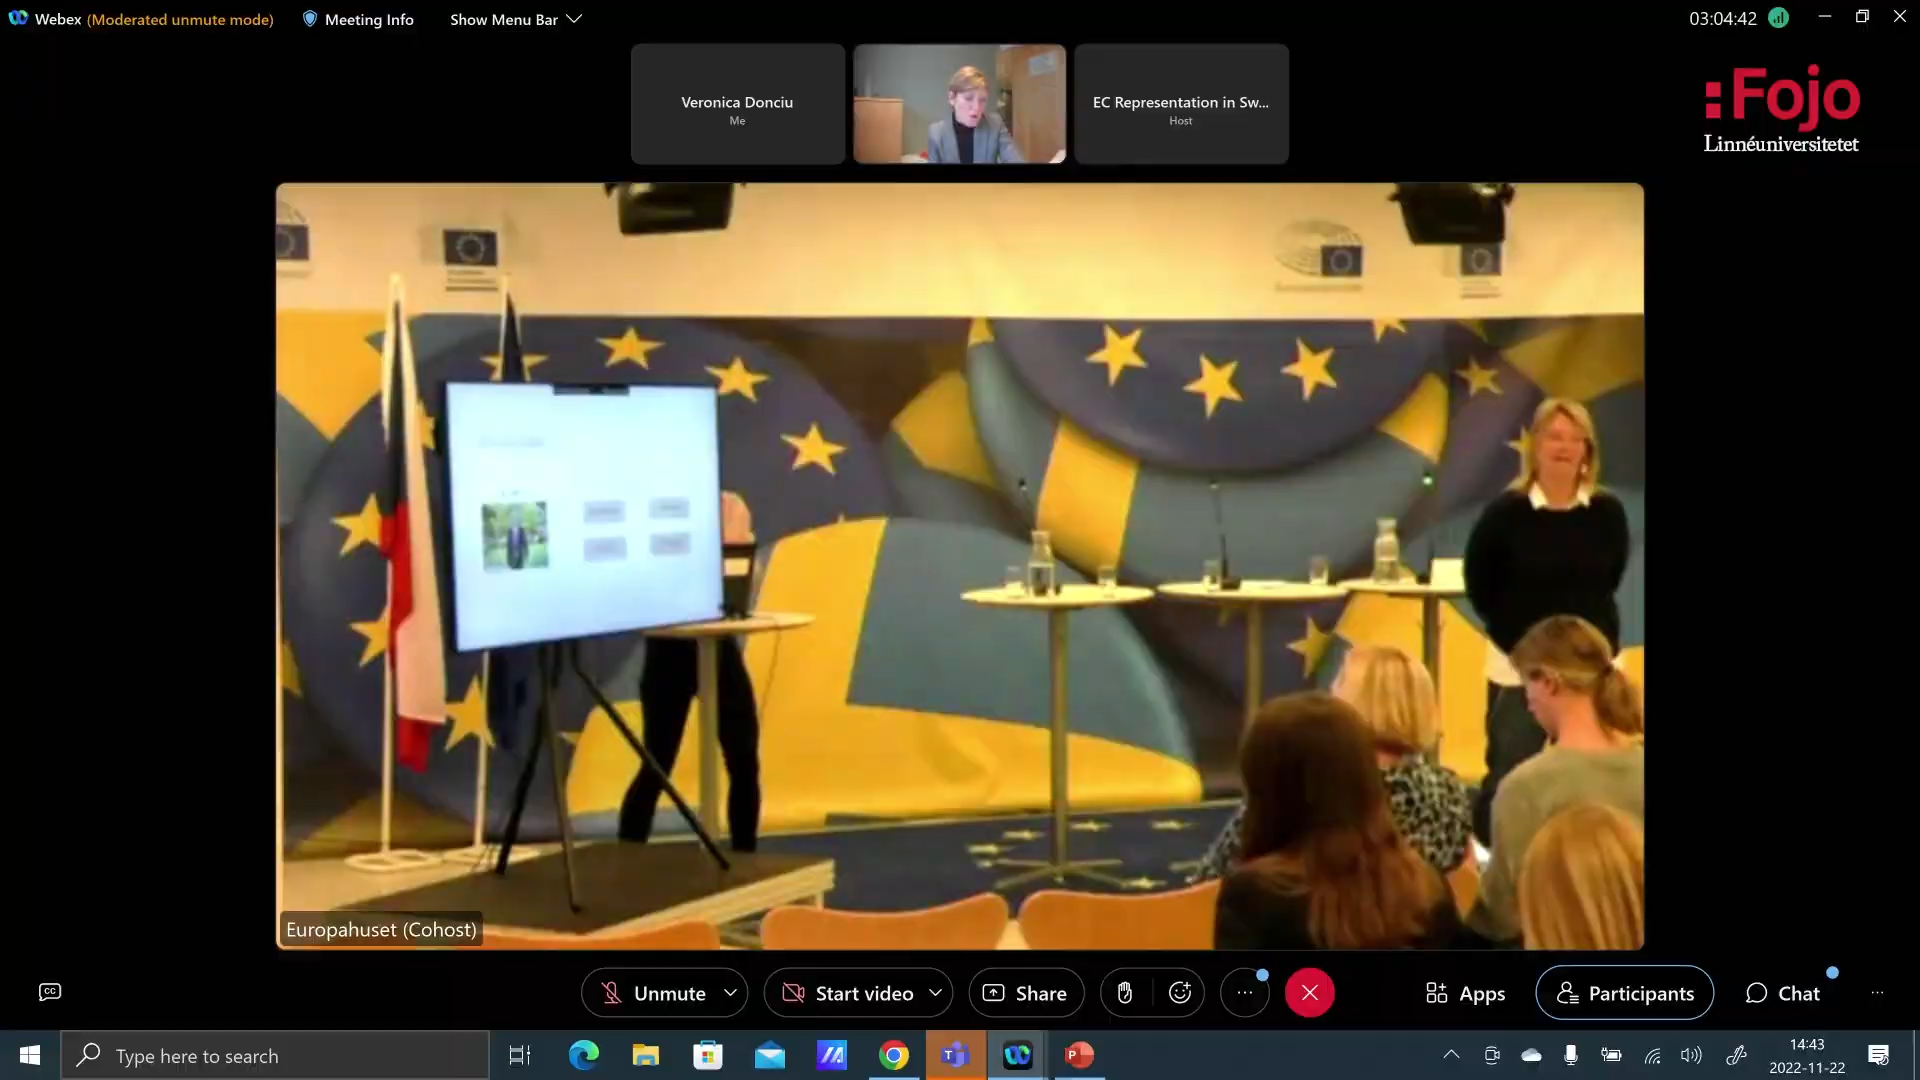 Webex (Moderated unmute mode)
Meeting Info
Show Menu Bar
03:04:42
Veronica Donciu
Me
EC Representation in Sw...
Host
:Fojo
Linnéuniversitetet
Europahuset (Cohost)
CC
Unmute
Start video
Share
Apps
Participants
Chat
Type here to search
14:43
2022-11-22